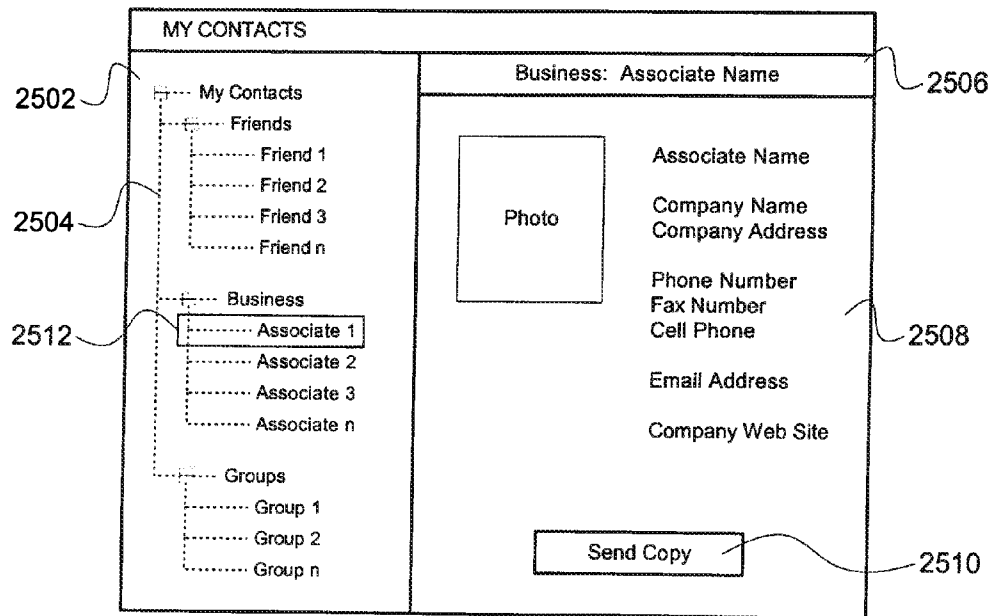 MY CONTACTS
2502
My Contacts
Friends
Friend 1
Friend 2
2504
Friend 3
Friend n
Business
2512
Associate 1
Associate 2
Associate 3
Associate n
Groups
Group 1
Group 2
Group n
Business: Associate Name
2506
Photo
Associate Name
Company Name
Company Address
Phone Number
Fax Number
Cell Phone
2508
Email Address
Company Web Site
Send Copy
2510